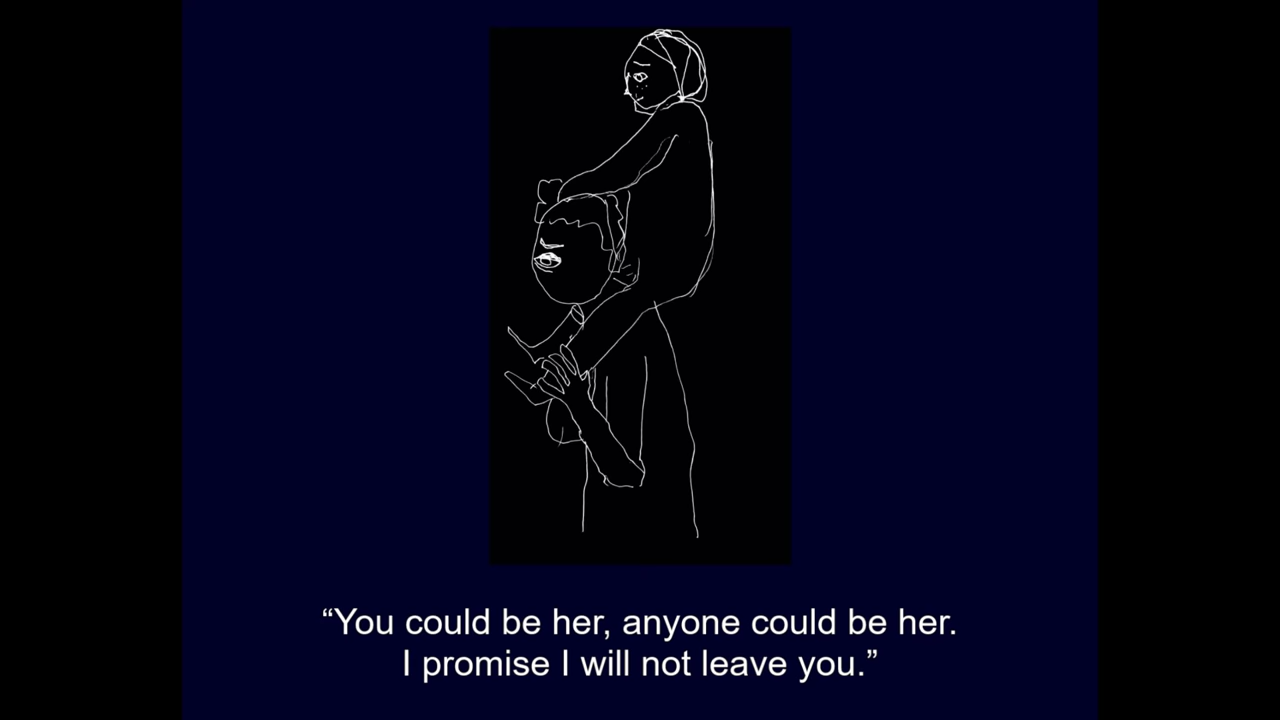 “You could be her, anyone could be her.
I promise I will not leave you.”